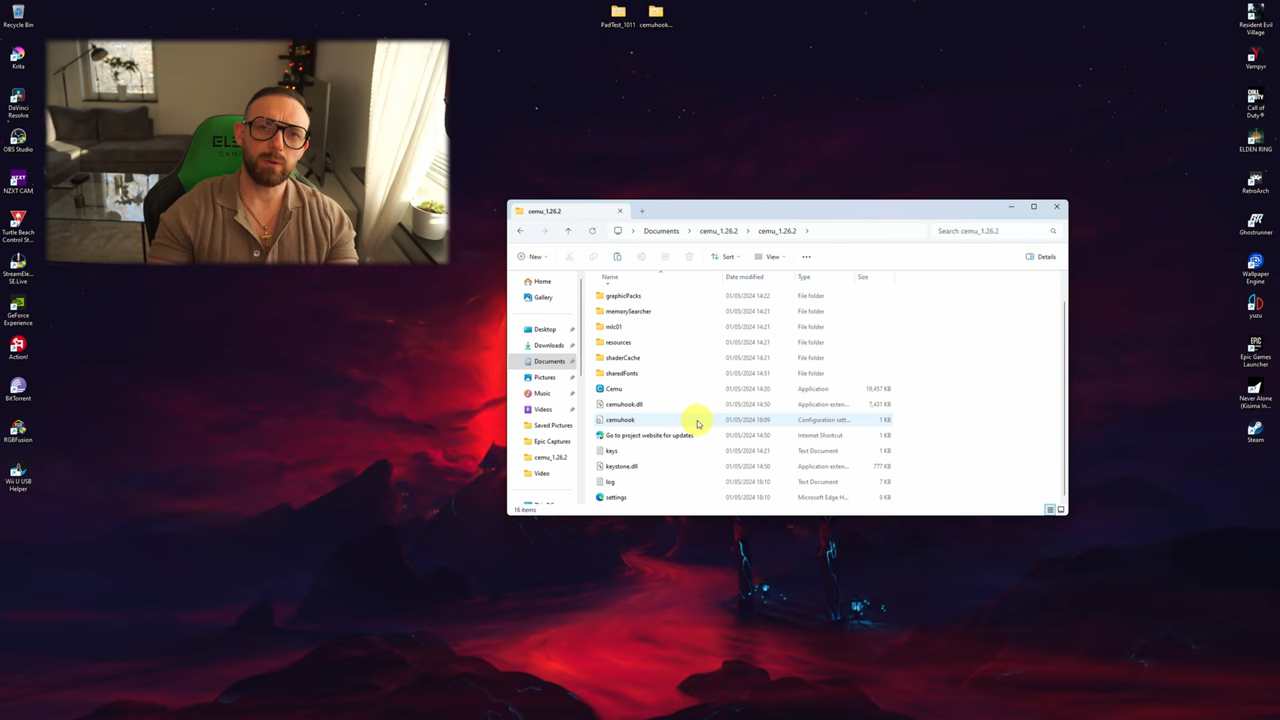 Recycle Bin
Krita
DaVinci
Resolve
OBS Studio
NZXT CAM
Turtle Beach
Control St...
StreamEle...
SE.Live
GeForce
Experience
Action!
BitTorrent
RGBFusion
Wii U USB
Helper
PadTest_1011
cemuhook...
cemu_1.26.2
Documents
cemu_1.26.2
cemu_1.26.2
Search cemu_1.26.2
New
Sort
View
Details
Home
Gallery
Desktop
Downloads
Documents
Pictures
Music
Videos
Saved Pictures
Epic Captures
cemu_1.26.2
Video
Name Date modified Type Size
graphicPacks 01/05/2024 14:22 File folder
memorySearcher 01/05/2024 14:21 File folder
mlc01 01/05/2024 14:21 File folder
resources 01/05/2024 14:21 File folder
shaderCache 01/05/2024 14:21 File folder
sharedFonts 01/05/2024 14:51 File folder
Cemu 01/05/2024 14:20 Application 19,457 KB
cemuhook.dll 01/05/2024 14:50 Application exten... 7,431 KB
cemuhook 01/05/2024 18:09 Configuration sett... 1 KB
Go to project website for updates 01/05/2024 14:50 Internet Shortcut 1 KB
keys 01/05/2024 14:21 Text Document 1 KB
keystone.dll 01/05/2024 14:50 Application exten... 777 KB
log 01/05/2024 18:10 Text Document 7 KB
settings 01/05/2024 18:10 Microsoft Edge H... 9 KB
16 items
Resident Evil
Village
Vampyr
Call of
Duty®
ELDEN RING
RetroArch
Ghostrunner
Wallpaper
Engine
yuzu
Epic Games
Launcher
Never Alone
(Kisima In...
Steam